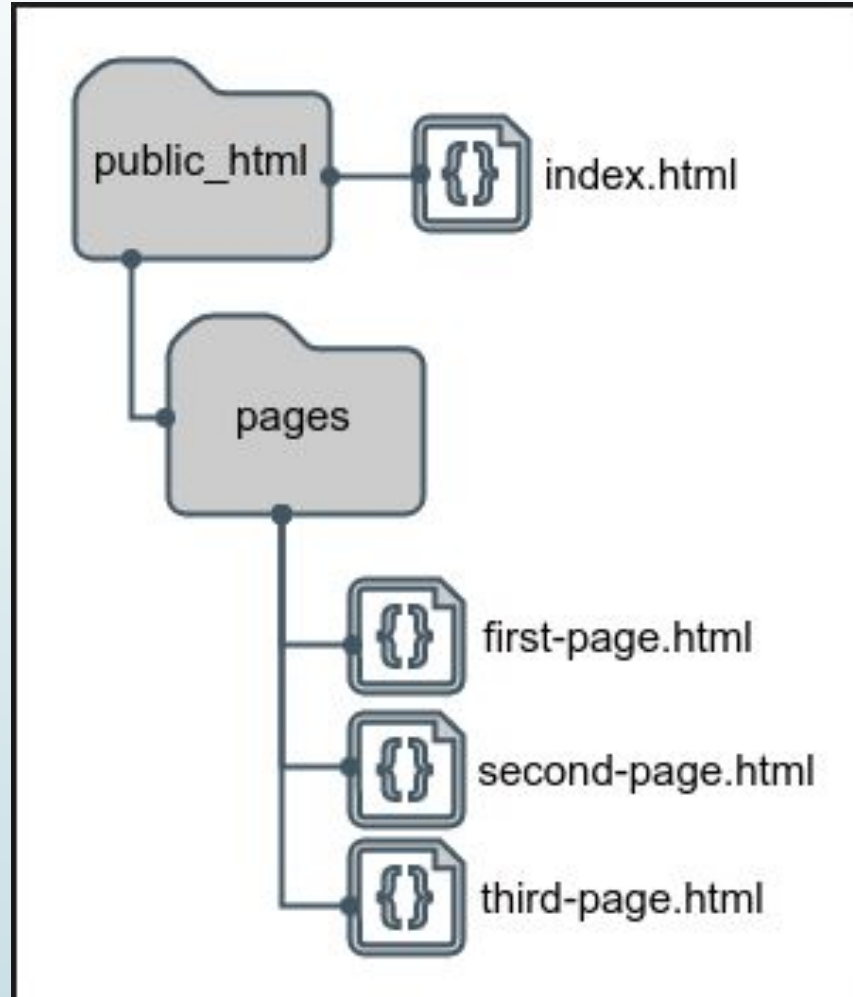 public_html
index.html
pages
first-page.html
second-page.html
third-page.html